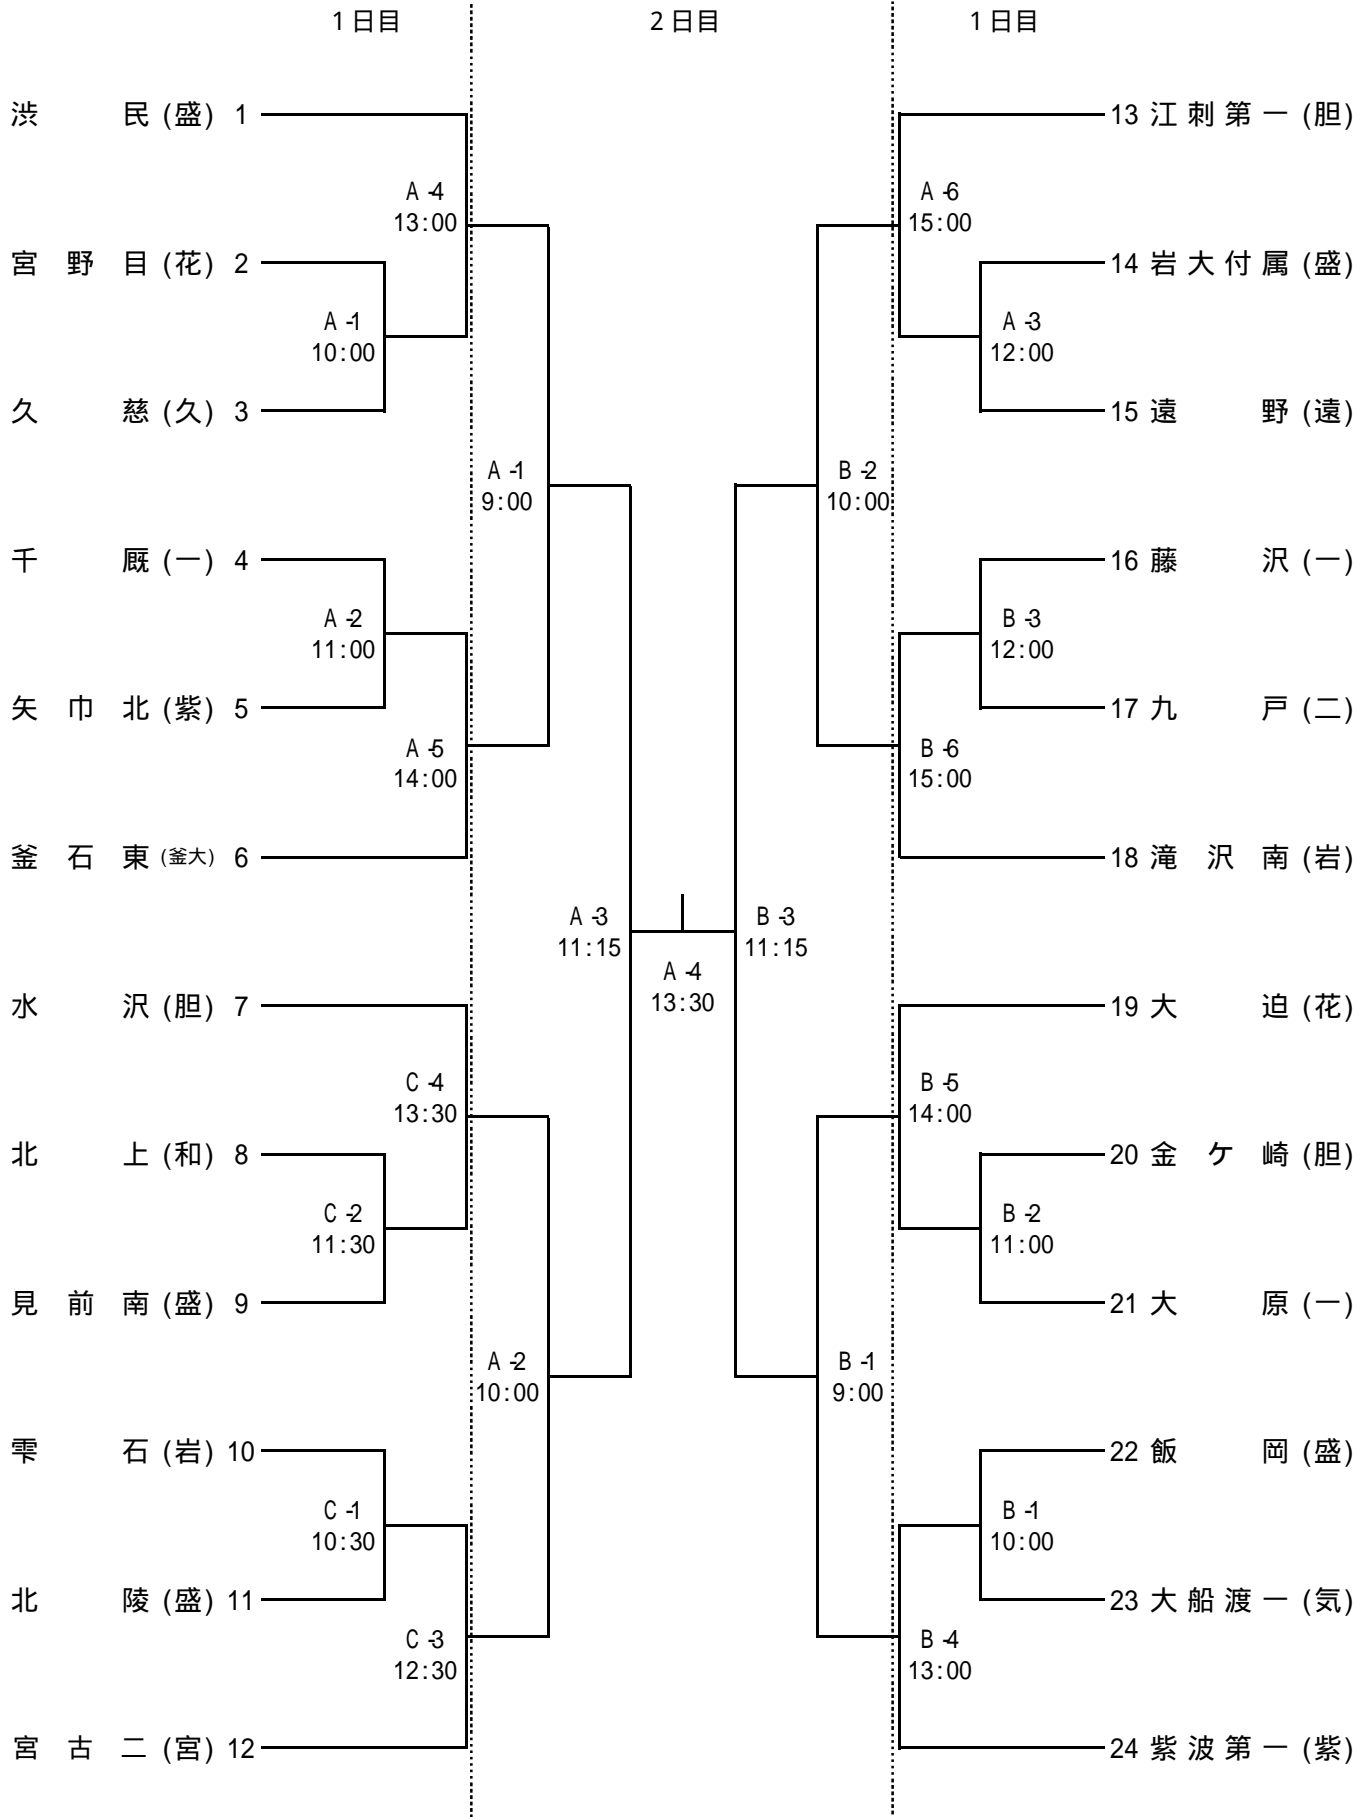 1日目 2日目 1日目
渋民(盛) 1
13 江刺第一(胆)
A-4
13:00
A-6
15:00
宮野目(花) 2
14 岩大付属(盛)
A-1
10:00
A-3
12:00
久慈(久) 3
15 遠野(遠)
A-1
9:00
B-2
10:00
千厩(一) 4
16 藤沢(一)
A-2
11:00
B-3
12:00
矢巾北(紫) 5
17 九戸(二)
A-5
14:00
B-6
15:00
釜石東(釜大) 6
18 滝沢南(岩)
A-3
11:15
B-3
11:15
A-4
13:30
水沢(胆) 7
19 大迫(花)
C-4
13:30
B-5
14:00
北上(和) 8
20 金ケ崎(胆)
C-2
11:30
B-2
11:00
見前南(盛) 9
21 大原(一)
A-2
10:00
B-1
9:00
雫石(岩) 10
22 飯岡(盛)
C-1
10:30
B-1
10:00
北陵(盛) 11
23 大船渡一(気)
C-3
12:30
B-4
13:00
宮古二(宮) 12
24 紫波第一(紫)